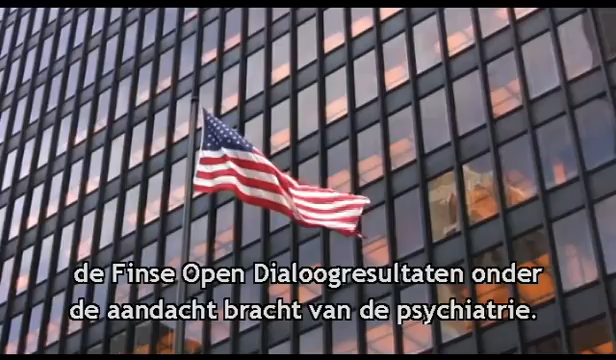 de Finse Open Dialoogresultaten onder
de aandacht bracht van de psychiatrie.